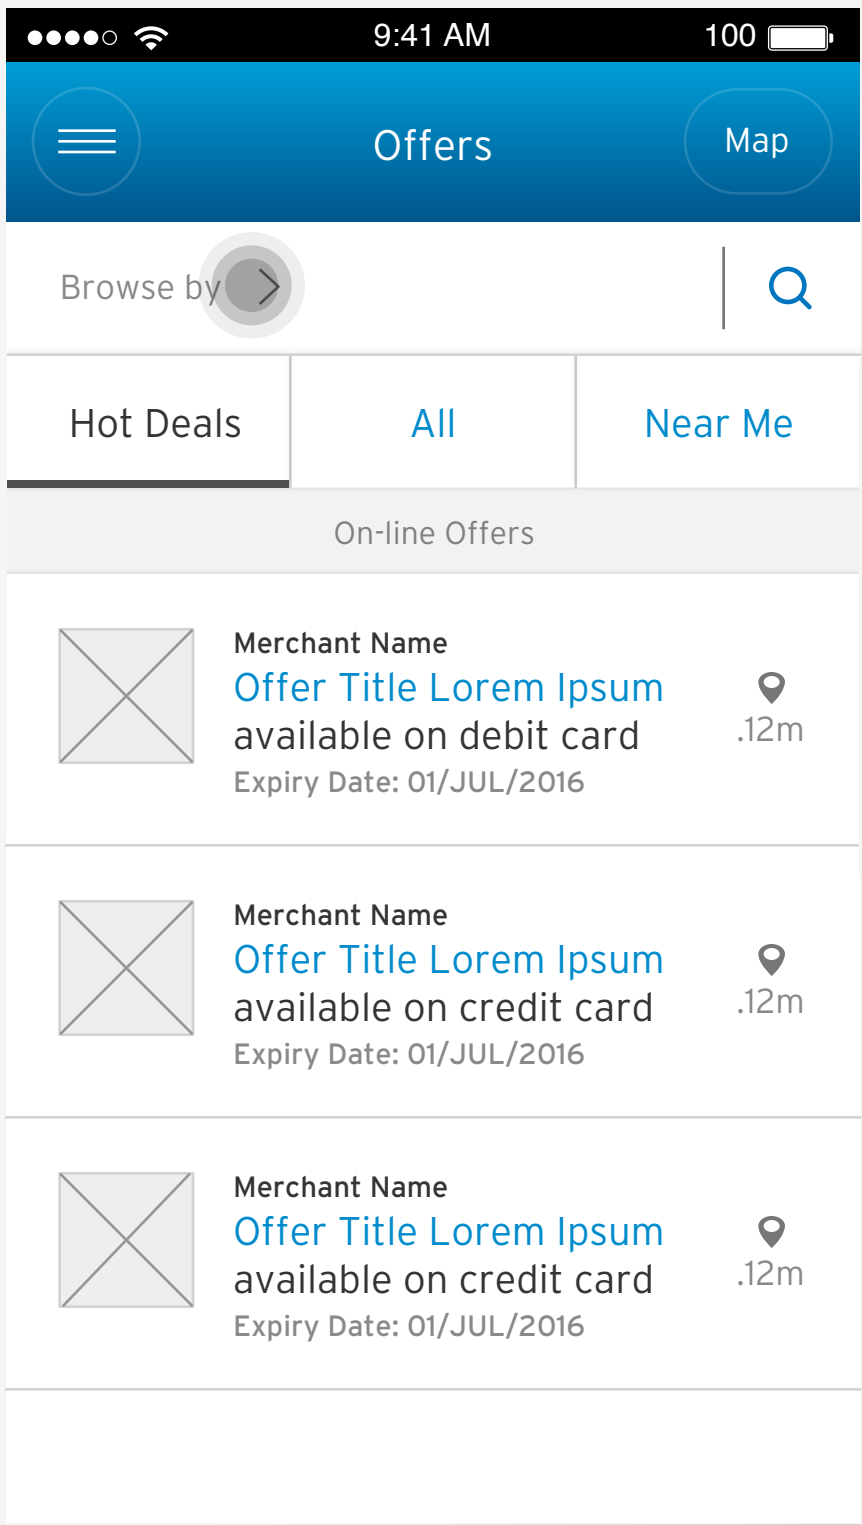 9:41 AM
100
Offers
Map
Browse by
Hot Deals
All
Near Me
On-line Offers
Merchant Name
Offer Title Lorem Ipsum
available on debit card
Expiry Date: 01/JUL/2016
.12m
Merchant Name
Offer Title Lorem Ipsum
available on credit card
Expiry Date: 01/JUL/2016
.12m
Merchant Name
Offer Title Lorem Ipsum
available on credit card
Expiry Date: 01/JUL/2016
.12m